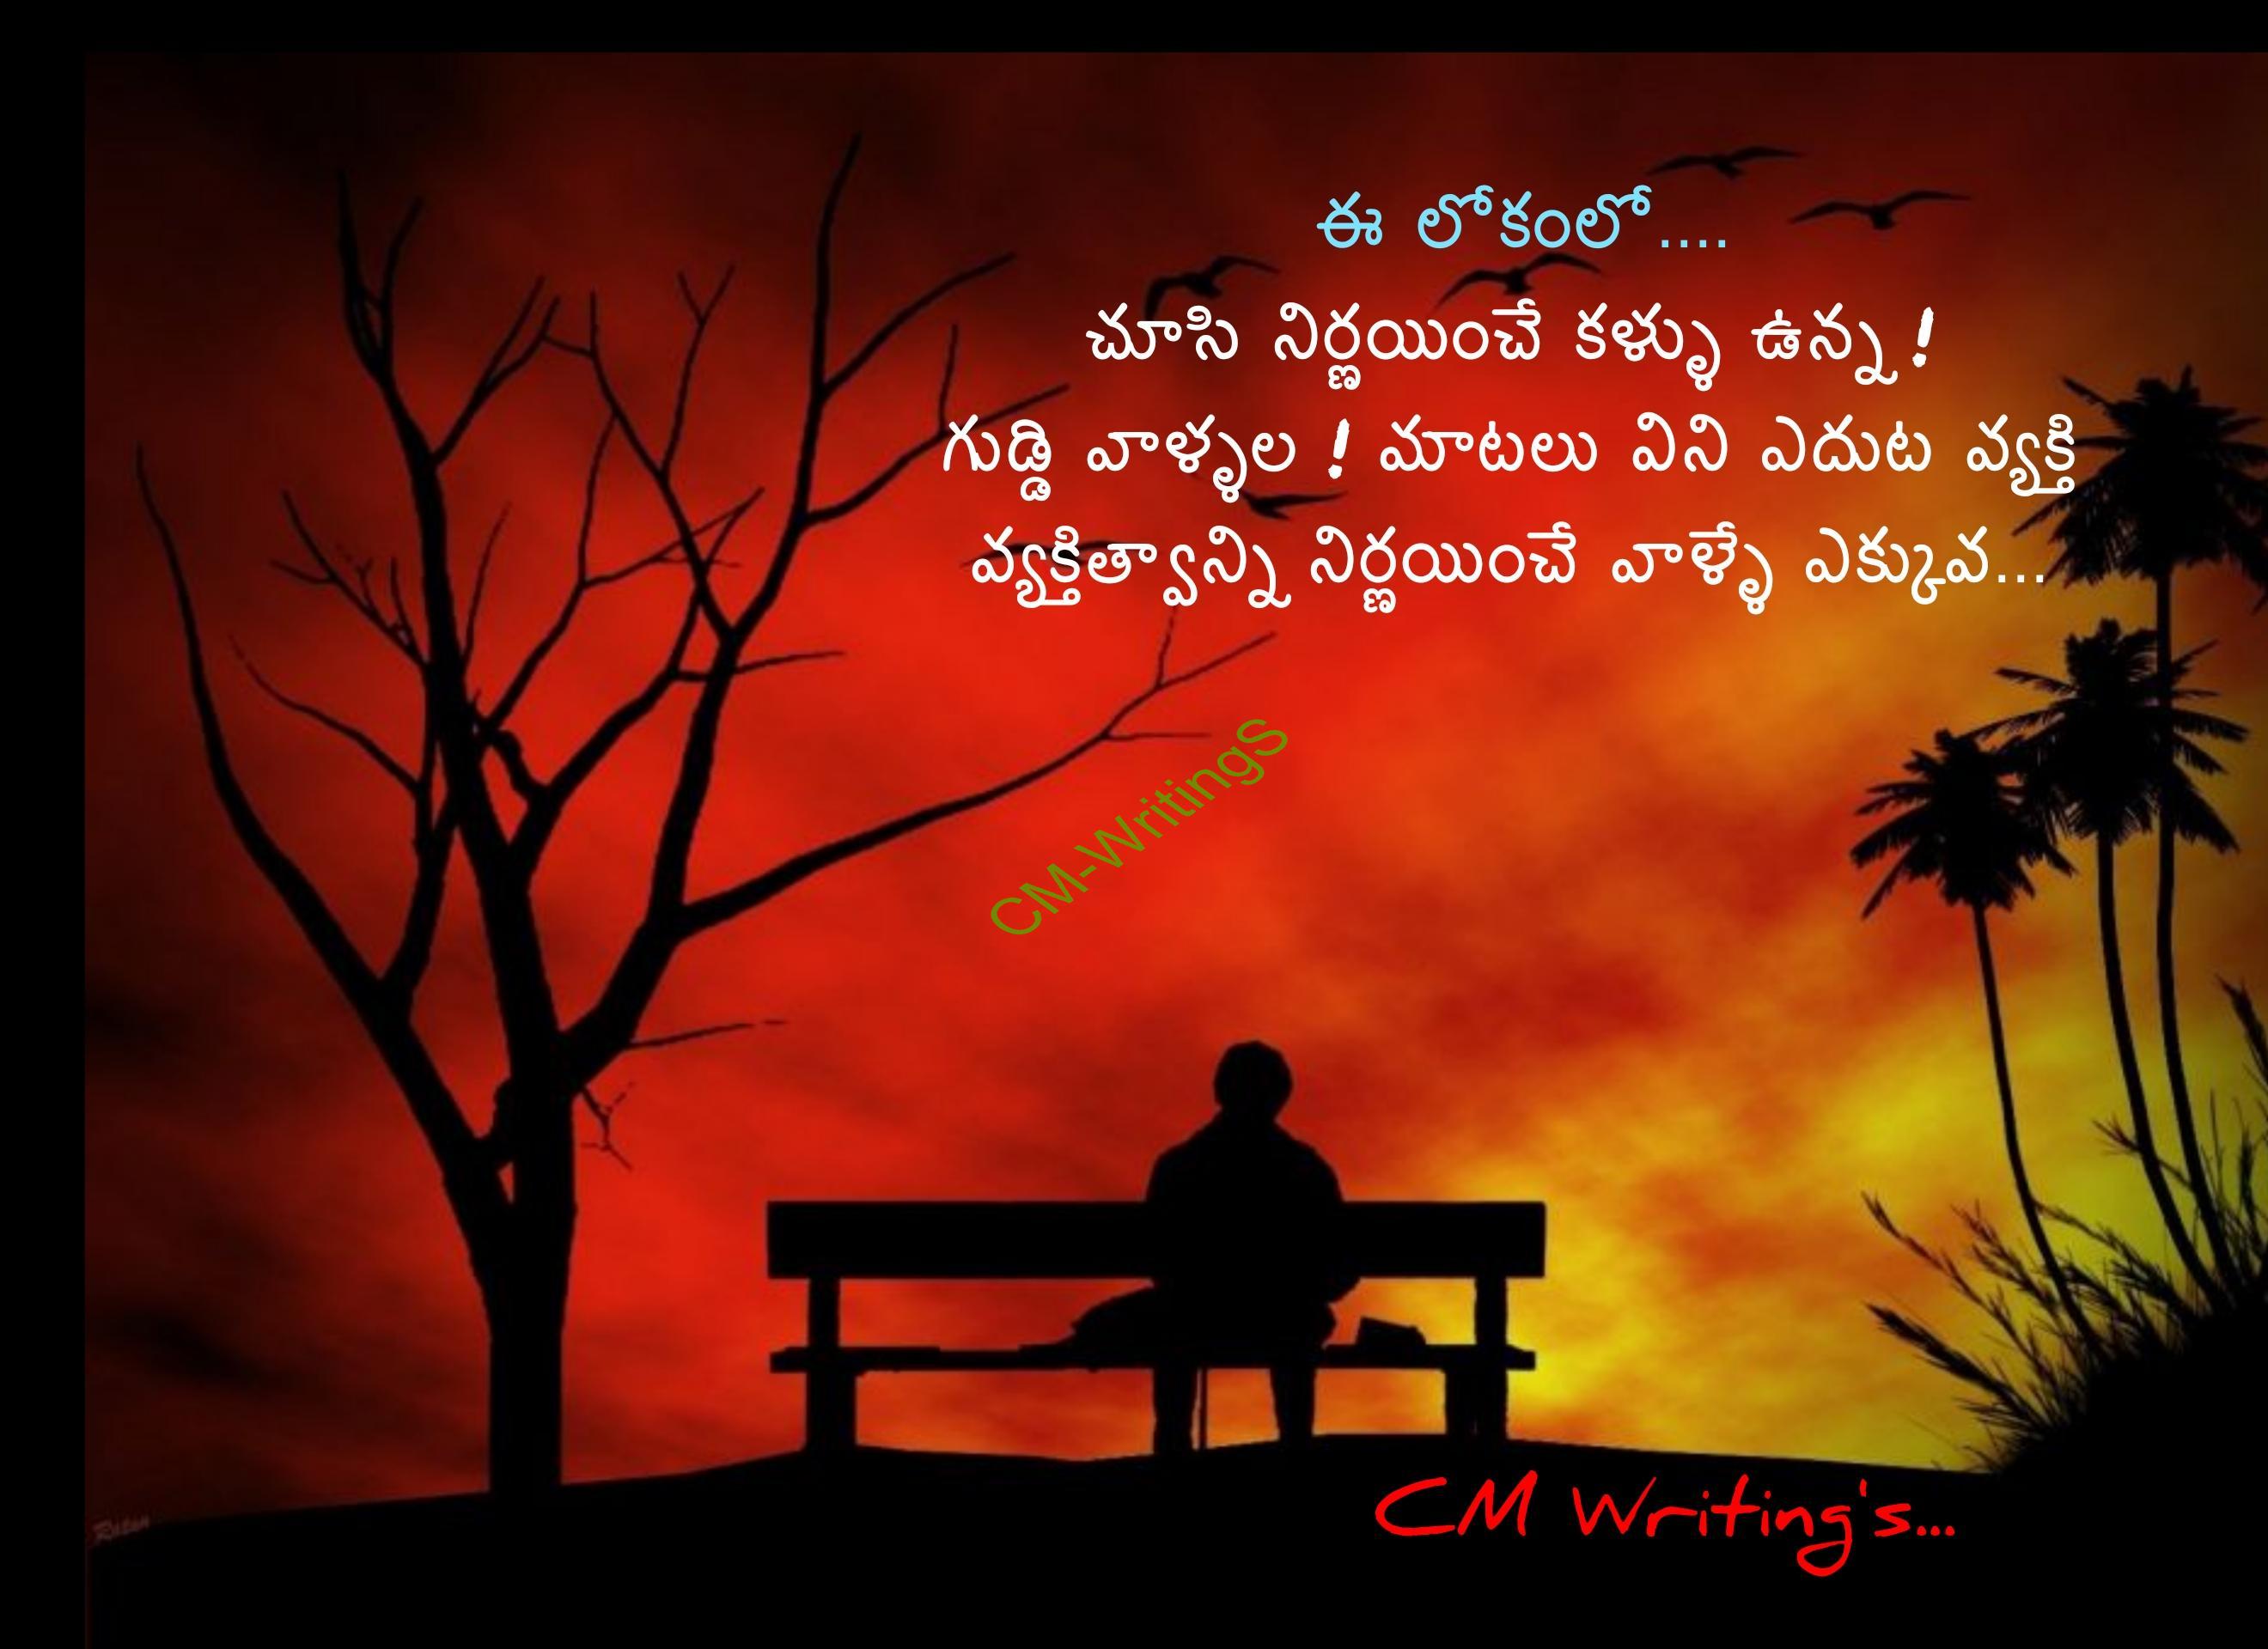 ఈ లోకంలో....
చూసి నిర్ణయించే కళ్ళు ఉన్న!
గుడ్డి వాళ్ళల ! మాటలు విని ఎదుట వ్యక్తి
వ్యక్తిత్వాన్ని నిర్ణయించే వాళ్ళే ఎక్కువ...
CM-WritingS
CM Writing's...